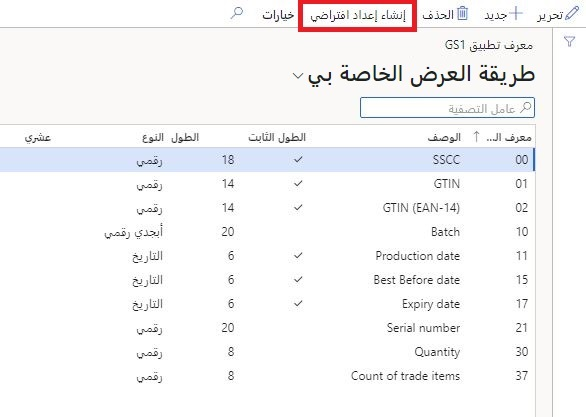 تحرير جديد الحذف إنشاء إعداد افتراضي خيارات
معرف تطبيق GS1
طريقة العرض الخاصة بي
عامل التصفية
معرف الـ... ↑ الوصف الطول الثابت الطول النوع عشري
00 SSCC ✓ 18 رقمي
01 GTIN ✓ 14 رقمي
02 GTIN (EAN-14) ✓ 14 رقمي
10 Batch 20 أبجدي رقمي
11 Production date ✓ 6 التاريخ
15 Best Before date ✓ 6 التاريخ
17 Expiry date ✓ 6 التاريخ
21 Serial number 20 رقمي
30 Quantity 8 رقمي
37 Count of trade items 8 رقمي